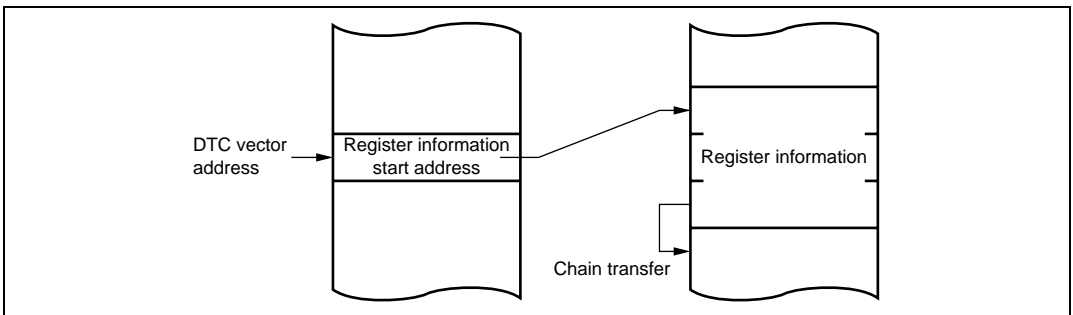 DTC vector
address
Register information
start address
Register information
Chain transfer